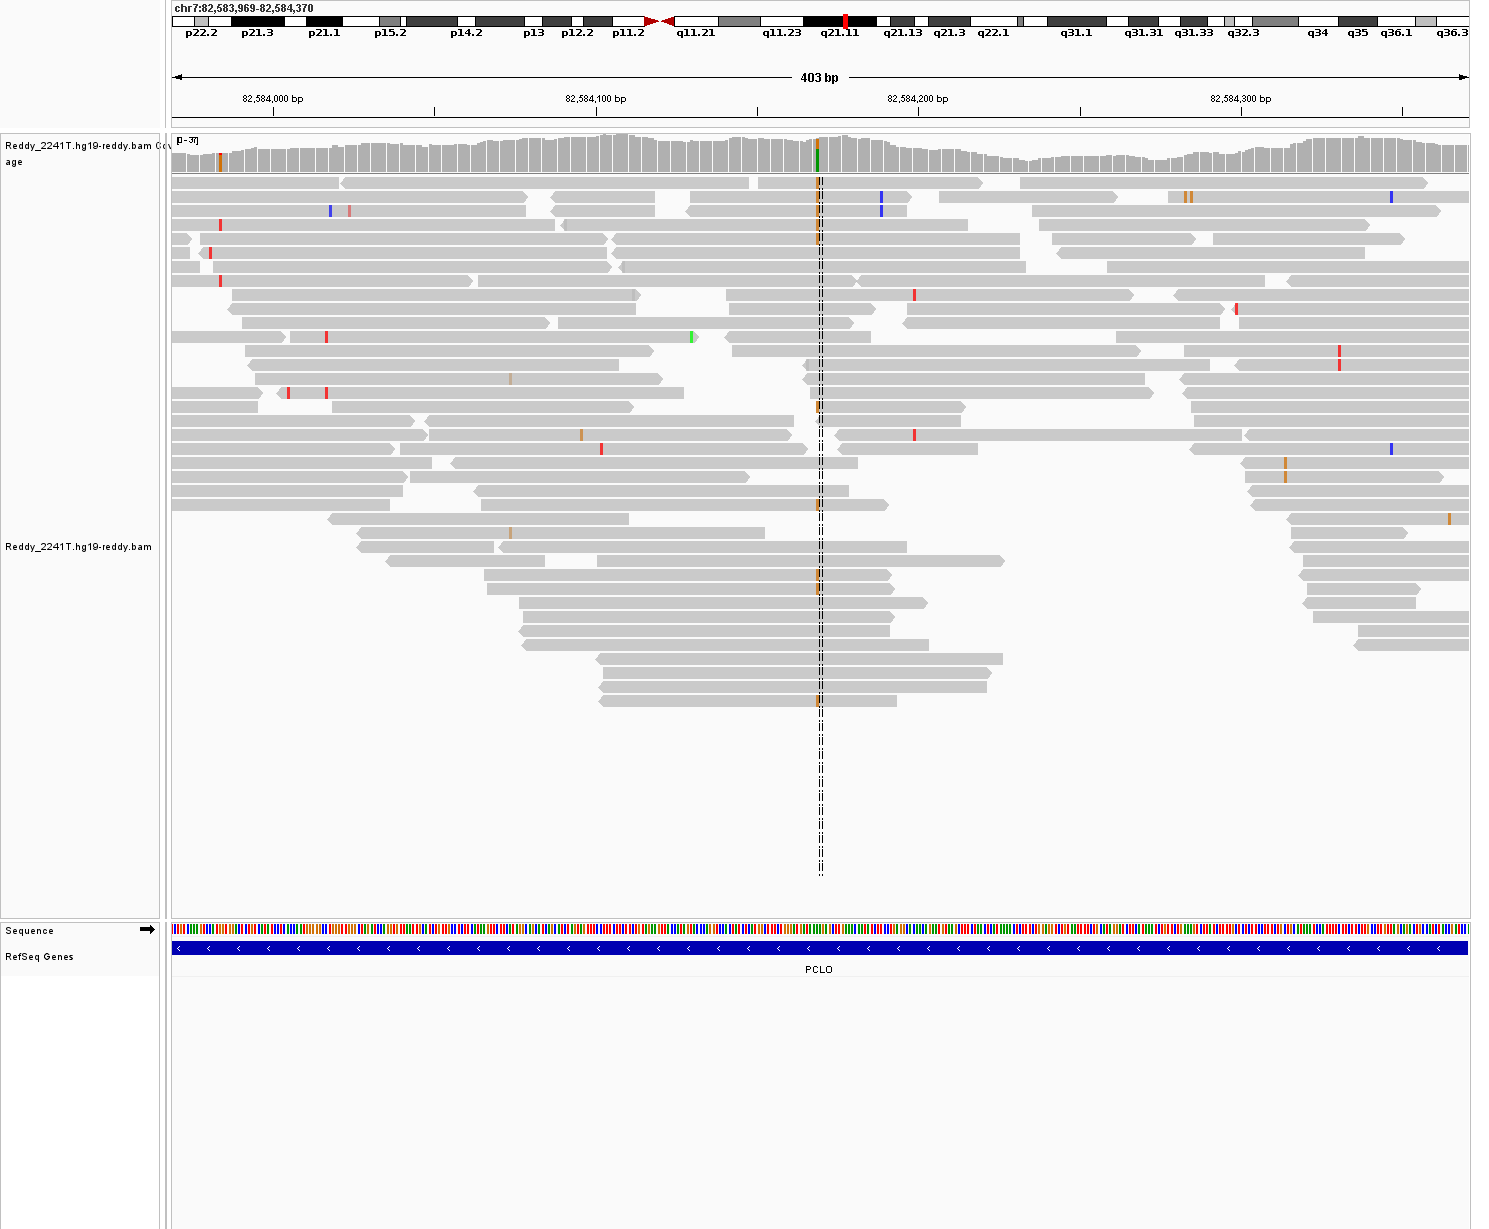 chr7:82,583,969-82,584,370
p22.2 p21.3 p21.1 p15.2 p14.2 p13 p12.2 p11.2 q11.21 q11.23 q21.11 q21.13 q21.3 q22.1 q31.1 q31.31 q31.33 q32.3 q34 q35 q36.1 q36.3
403 bp
82,584,000 bp 82,584,100 bp 82,584,200 bp 82,584,300 bp
[0 - 37]
Reddy_2241T.hg19-reddy.bam Cov
age
Reddy_2241T.hg19-reddy.bam
Sequence
RefSeq Genes
PCLO